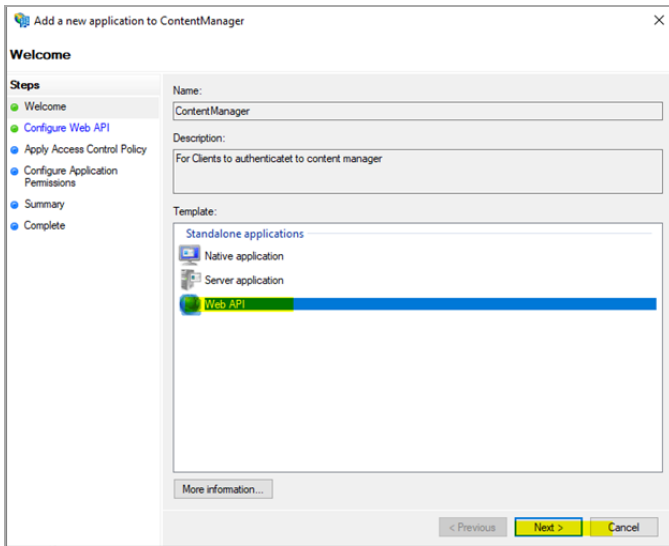 Add a new application to ContentManager
Welcome
Steps
Welcome
Configure Web API
Apply Access Control Policy
Configure Application
Permissions
Summary
Complete
Name:
ContentManager
Description:
For Clients to authenticatet to content manager
Template:
Standalone applications
Native application
Server application
Web API
More information...
< Previous
Next >
Cancel